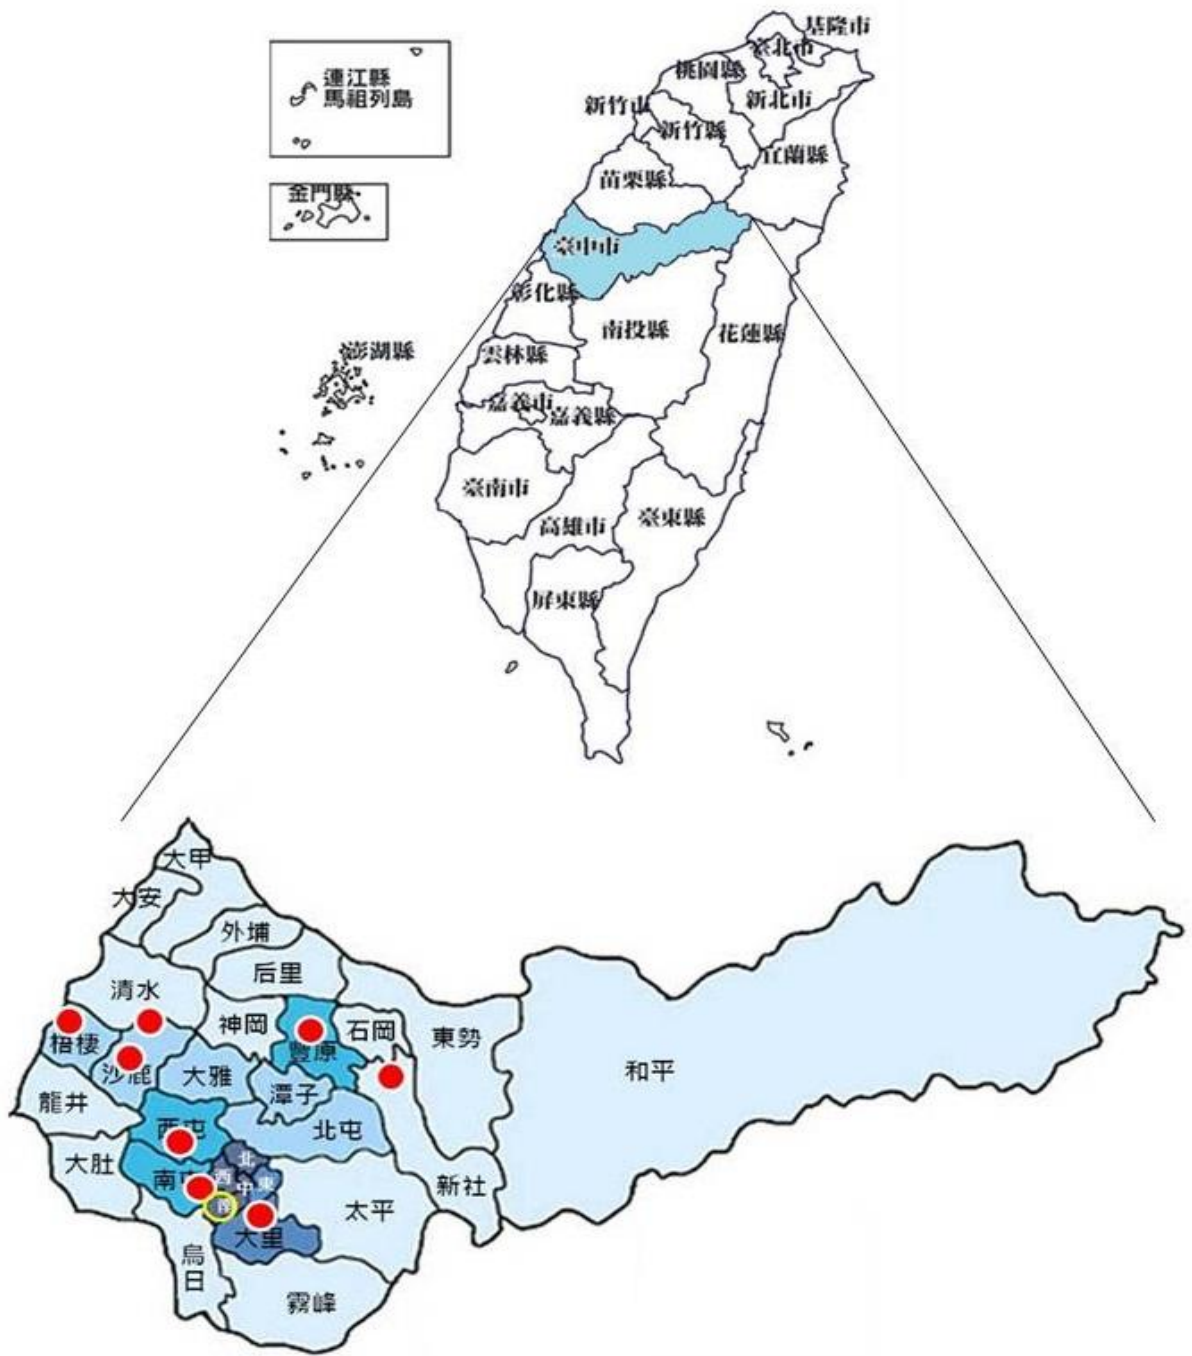 基隆市
臺北市
桃園縣
新北市
新竹市
新竹縣
宜蘭縣
苗栗縣
連江縣
馬祖列島
金門縣
臺中市
彰化縣
南投縣
花蓮縣
雲林縣
澎湖縣
嘉義市
嘉義縣
臺南市
高雄市
臺東縣
屏東縣
大甲
大安
外埔
后里
清水
神岡
石岡
東勢
梧棲
豐原
沙鹿
大雅
潭子
和平
龍井
西屯
北屯
大肚
南屯
北
西
中
東
南
新社
太平
大里
烏
日
霧峰